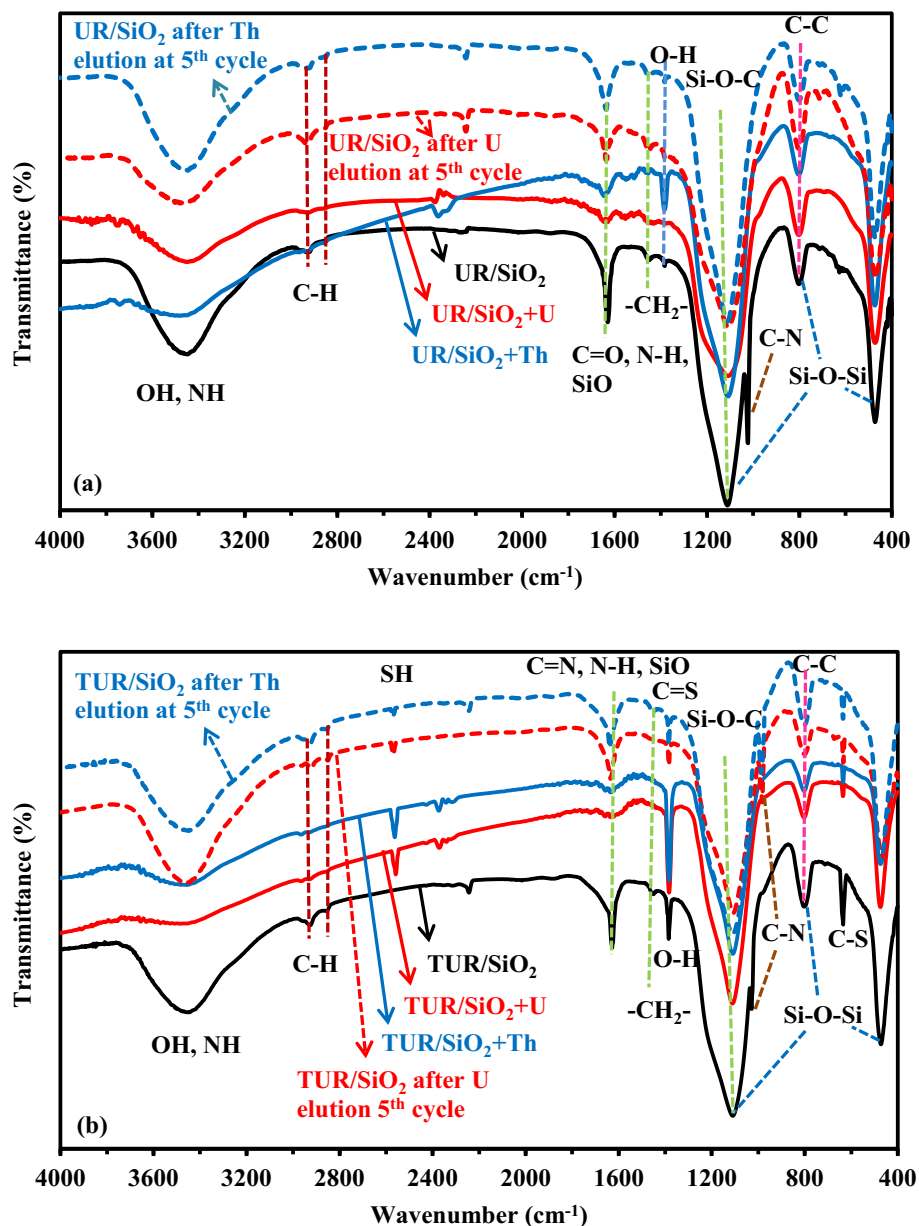 UR/SiO₂ after Th
elution at 5ᵗʰ cycle
C-C
O-H
Si-O-C
UR/SiO₂ after U
elution at 5ᵗʰ cycle
Transmittance (%)
C-H
UR/SiO₂
-CH₂-
UR/SiO₂+U
C-N
UR/SiO₂+Th
C=O, N-H,
SiO
OH, NH
Si-O-Si
(a)
4000 3600 3200 2800 2400 2000 1600 1200 800 400
Wavenumber (cm⁻¹)
C=N, N-H, SiO
C-C
SH
TUR/SiO₂ after Th
elution at 5ᵗʰ cycle
C=S
Si-O-C
Transmittance (%)
C-H
TUR/SiO₂
O-H
C-N
C-S
TUR/SiO₂+U
-CH₂-
OH, NH
TUR/SiO₂+Th
Si-O-Si
TUR/SiO₂ after U
elution 5ᵗʰ cycle
(b)
4000 3600 3200 2800 2400 2000 1600 1200 800 400
Wavenumber (cm⁻¹)